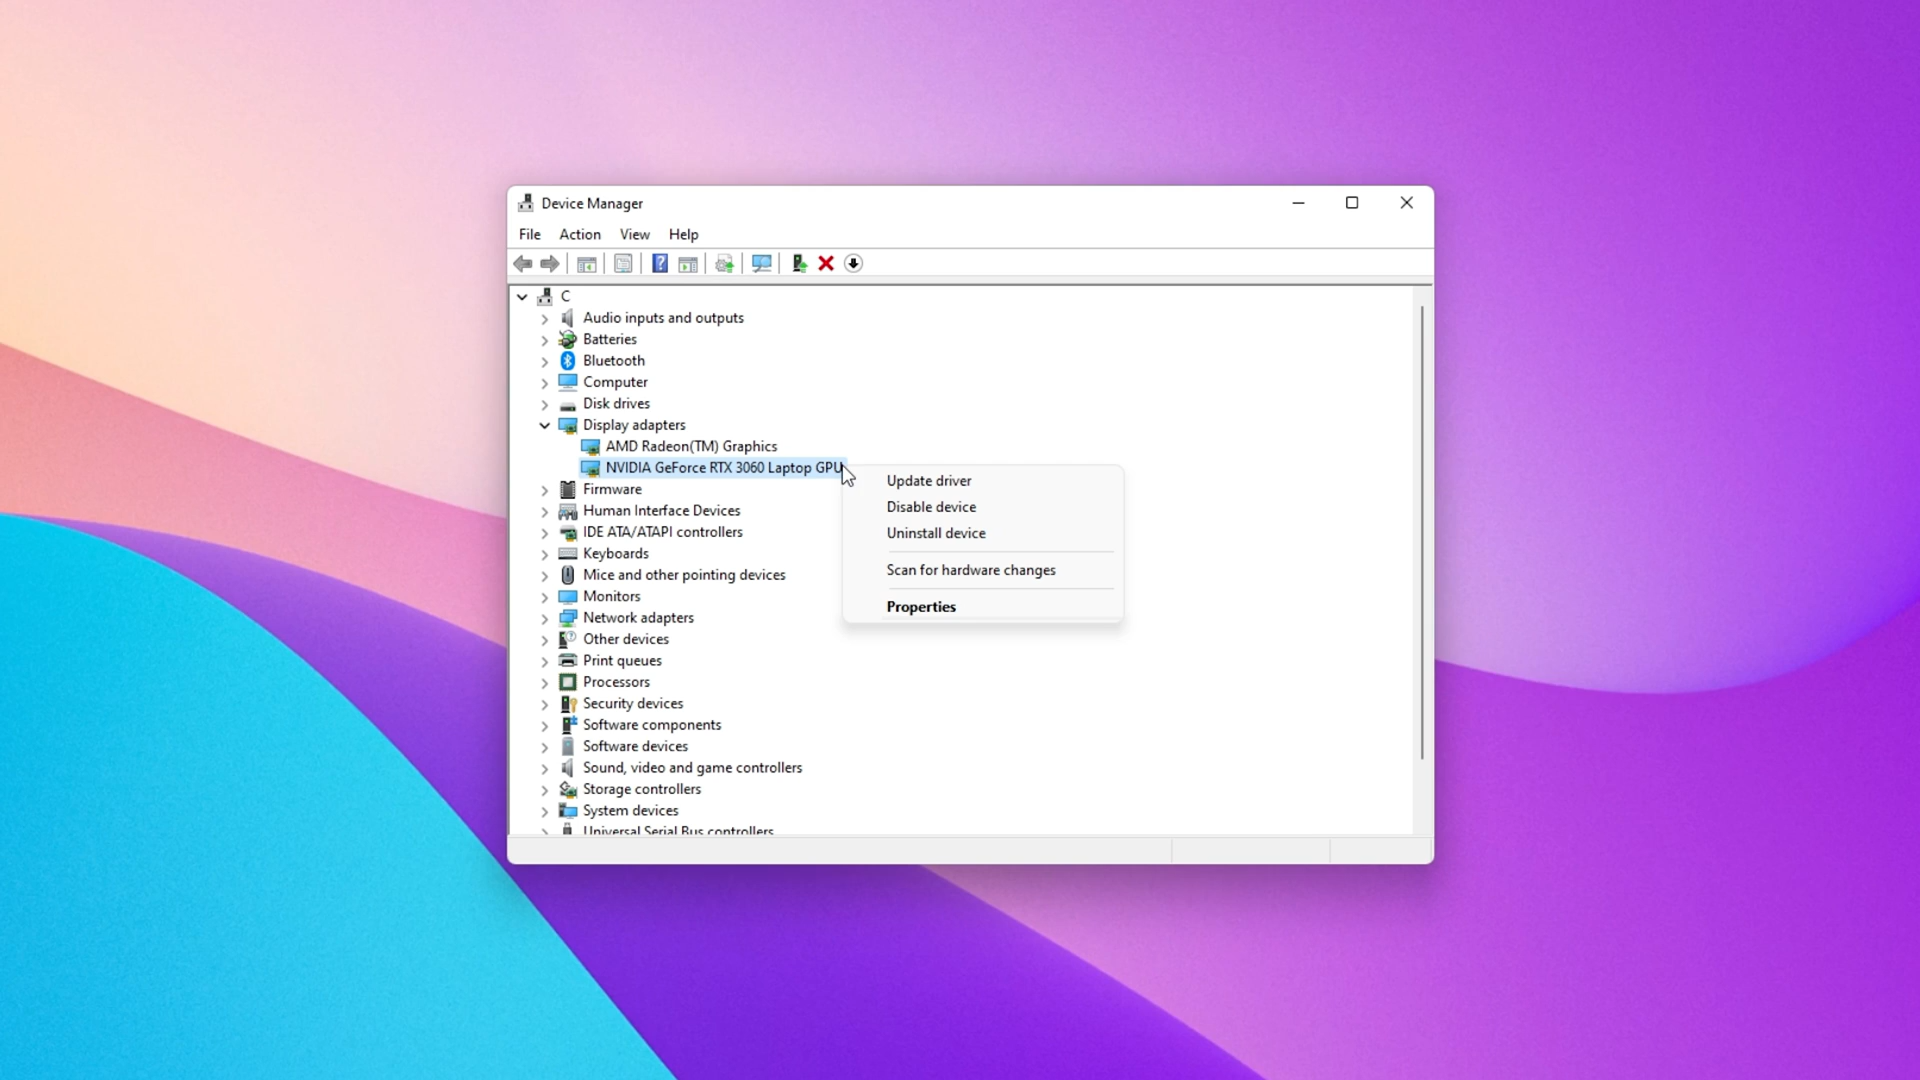 Device Manager
File Action View Help
C
Audio inputs and outputs
Batteries
Bluetooth
Computer
Disk drives
Display adapters
AMD Radeon(TM) Graphics
NVIDIA GeForce RTX 3060 Laptop GPU
Update driver
Disable device
Uninstall device
Scan for hardware changes
Properties
Firmware
Human Interface Devices
IDE ATA/ATAPI controllers
Keyboards
Mice and other pointing devices
Monitors
Network adapters
Other devices
Print queues
Processors
Security devices
Software components
Software devices
Sound, video and game controllers
Storage controllers
System devices
Universal Serial Bus controllers